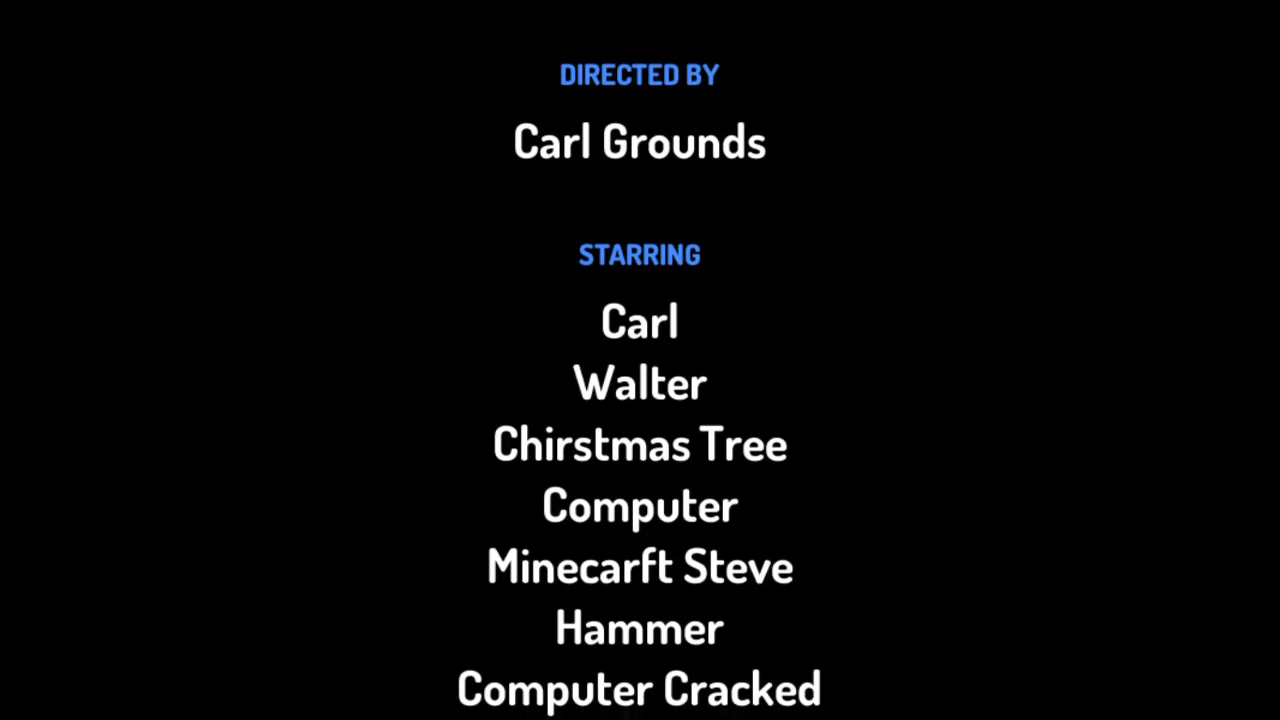 DIRECTED BY
Carl Grounds
STARRING
Carl
Walter
Chirstmas Tree
Computer
Minecarft Steve
Hammer
Computer Cracked